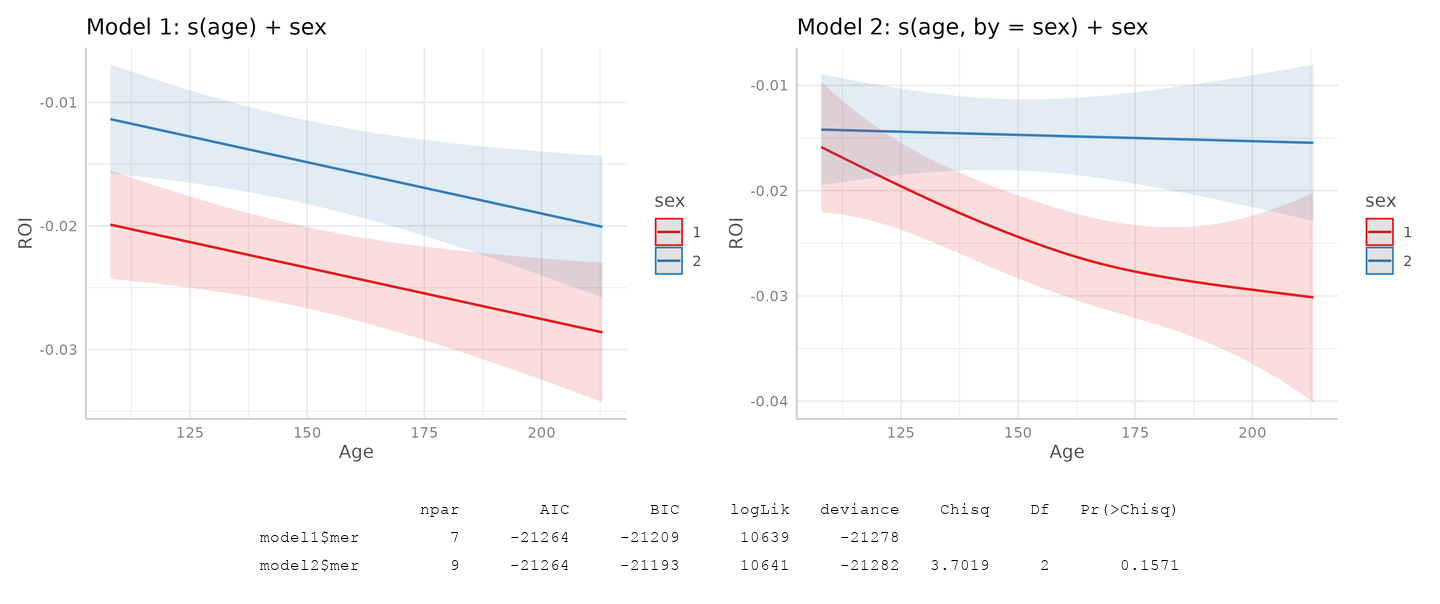 Model 1: s(age) + sex
-0.01
-0.02
-0.03
ROI
125 150 175 200
Age
sex
1
2
Model 2: s(age, by = sex) + sex
-0.01
-0.02
-0.03
-0.04
ROI
125 150 175 200
Age
sex
1
2
npar AIC BIC logLik deviance Chisq Df Pr(>Chisq)
model1$mer 7 -21264 -21209 10639 -21278
model2$mer 9 -21264 -21193 10641 -21282 3.7019 2 0.1571